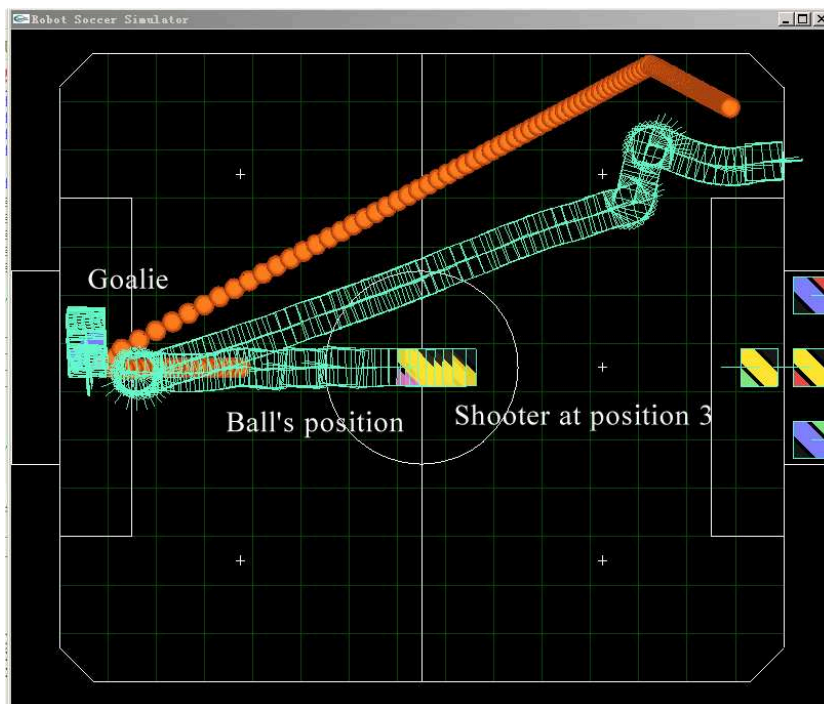 Robot Soccer Simulator
Goalie
Ball's position
Shooter at position 3